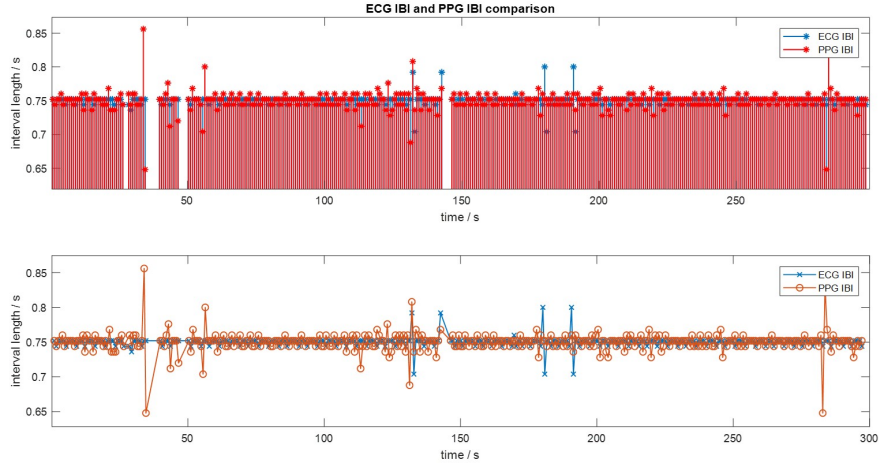 ECG IBI and PPG IBI comparison
ECG IBI
PPG IBI
0.85
0.8
0.75
0.7
0.65
interval length / s
50
100
150
200
250
time / s
ECG IBI
PPG IBI
0.85
0.8
0.75
0.7
0.65
interval length / s
50
100
150
200
250
300
time / s